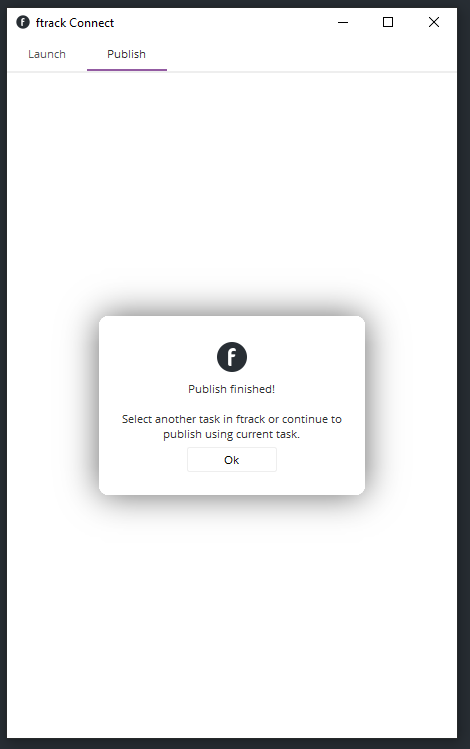 ftrack Connect
Launch Publish
Publish finished!
Select another task in ftrack or continue to
publish using current task.
Ok